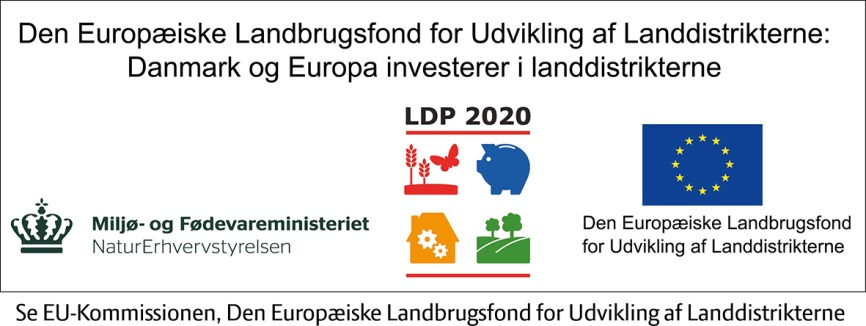 Den Europæiske Landbrugsfond for Udvikling af Landdistrikterne:
Danmark og Europa investerer i landdistrikterne
LDP 2020
Miljø- og Fødevareministeriet
NaturErhvervstyrelsen
Den Europæiske Landbrugsfond
for Udvikling af Landdistrikterne
Se EU-Kommissionen, Den Europæiske Landbrugsfond for Udvikling af Landdistrikterne